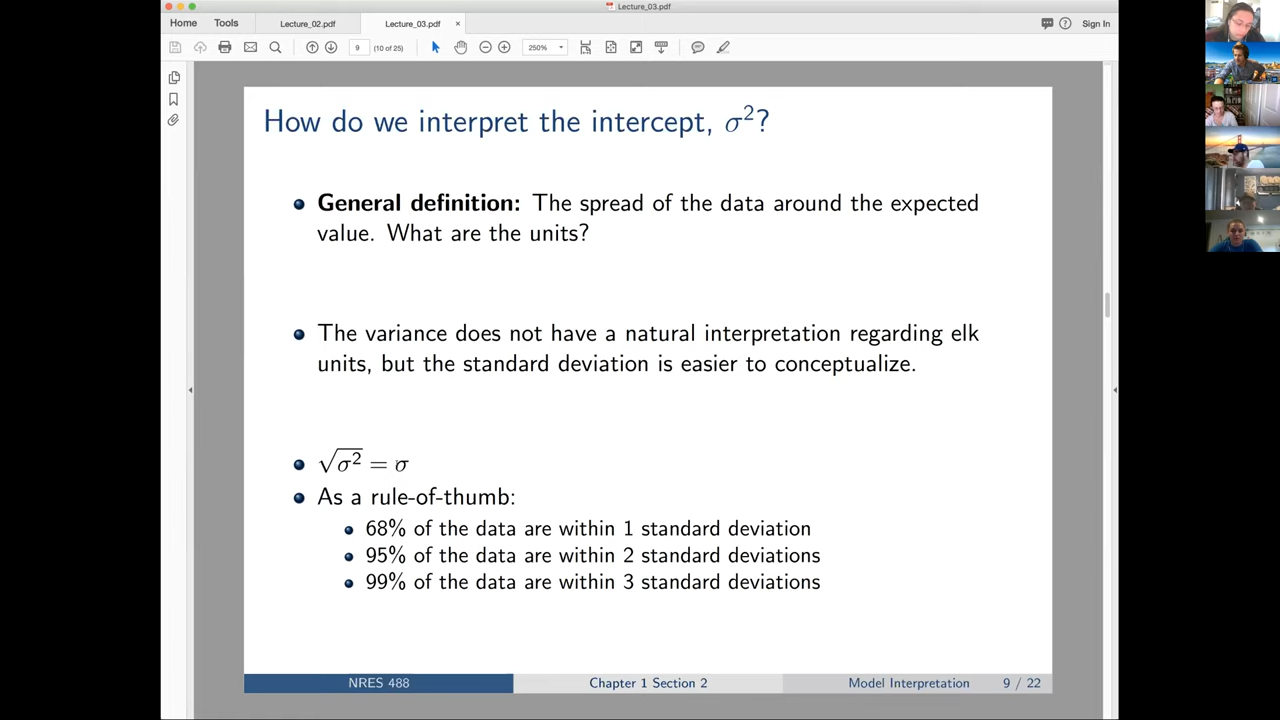 Lecture_03.pdf
Home Tools Lecture_02.pdf Lecture_03.pdf × Sign In
9 (10 of 25) 250%
How do we interpret the intercept, σ²?
General definition: The spread of the data around the expected
value. What are the units?
The variance does not have a natural interpretation regarding elk
units, but the standard deviation is easier to conceptualize.
√σ² = σ
As a rule-of-thumb:
68% of the data are within 1 standard deviation
95% of the data are within 2 standard deviations
99% of the data are within 3 standard deviations
NRES 488 Chapter 1 Section 2 Model Interpretation 9 / 22